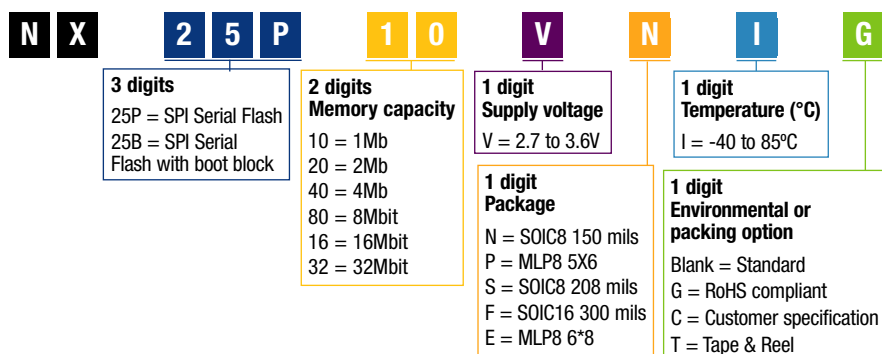 N X 2 5 P 1 0 V N I G
3 digits
25P = SPI Serial Flash
25B = SPI Serial
Flash with boot block
2 digits
Memory capacity
10 = 1Mb
20 = 2Mb
40 = 4Mb
80 = 8Mbit
16 = 16Mbit
32 = 32Mbit
1 digit
Supply voltage
V = 2.7 to 3.6V
1 digit
Package
N = SOIC8 150 mils
P = MLP8 5X6
S = SOIC8 208 mils
F = SOIC16 300 mils
E = MLP8 6*8
1 digit
Temperature (°C)
I = -40 to 85ºC
1 digit
Environmental or
packing option
Blank = Standard
G = RoHS compliant
C = Customer specification
T = Tape & Reel